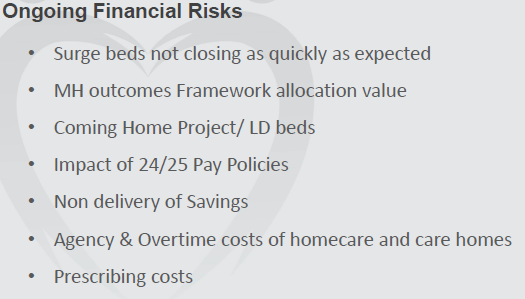 Ongoing Financial Risks
• Surge beds not closing as quickly as expected
• MH outcomes Framework allocation value
• Coming Home Project/ LD beds
• Impact of 24/25 Pay Policies
• Non delivery of Savings
• Agency & Overtime costs of homecare and care homes
• Prescribing costs